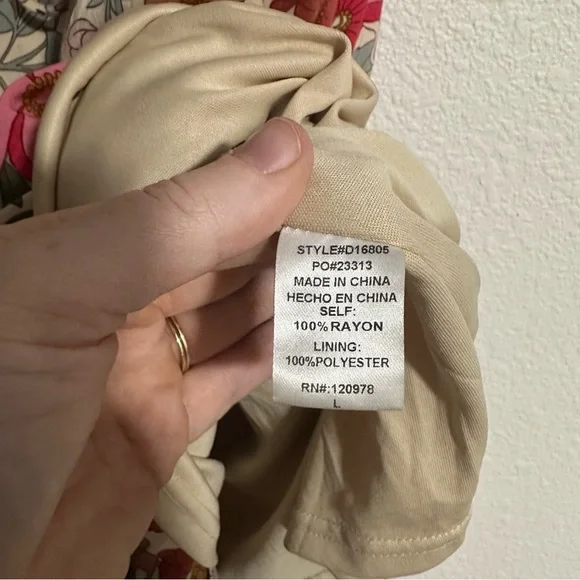 STYLE#D16805
PO#23313
MADE IN CHINA
HECHO EN CHINA
SELF:
100%RAYON
LINING:
100%POLYESTER
RN#:120978
L